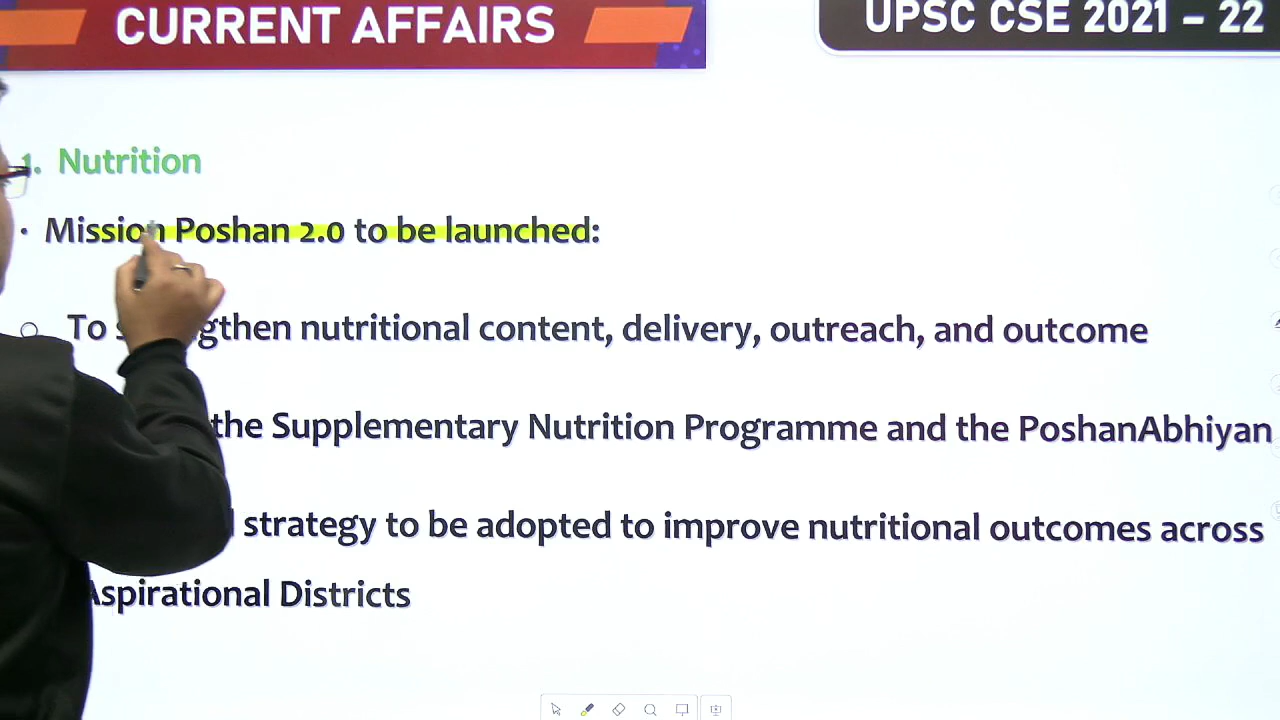 CURRENT AFFAIRS
UPSC CSE 2021 – 22
1. Nutrition
· Mission Poshan 2.0 to be launched:
To nutritional content, delivery, outreach, and outcome
the Supplementary Nutrition Programme and the PoshanAbhiyan
strategy to be adopted to improve nutritional outcomes across
Aspirational Districts